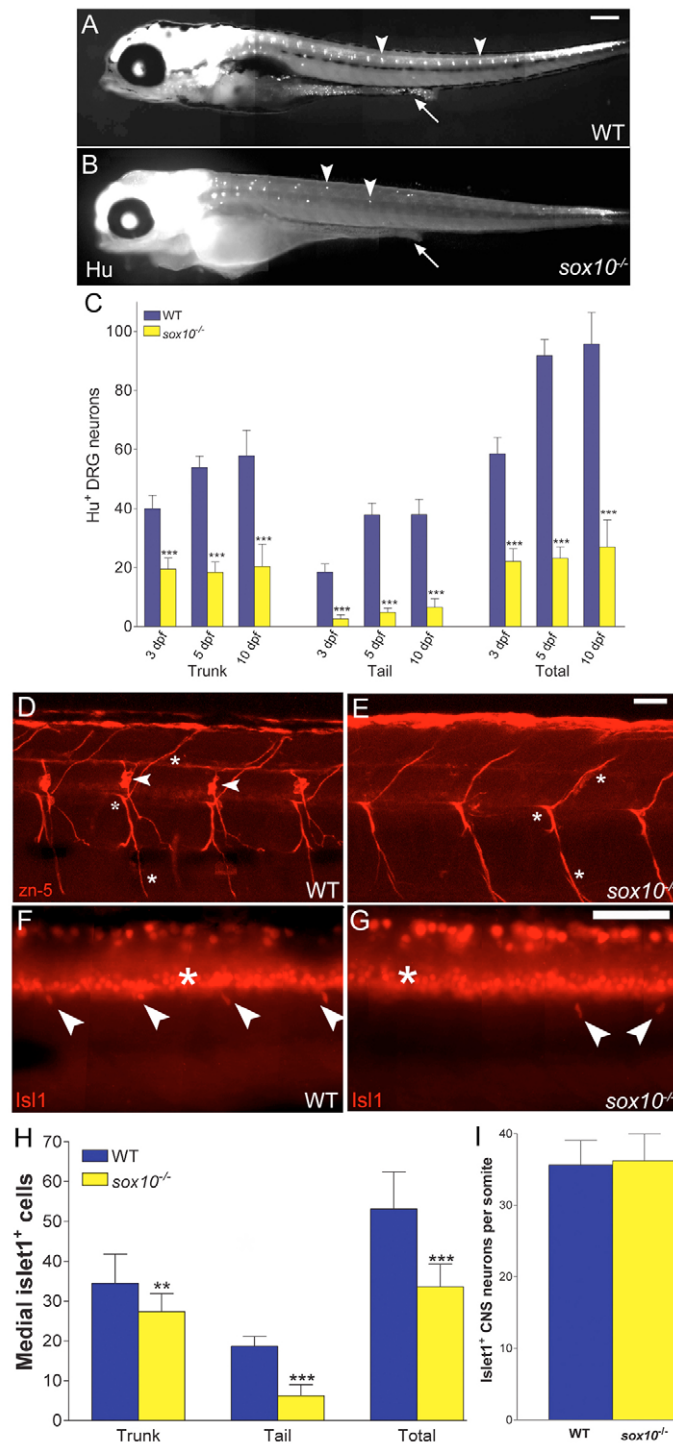 A
WT
B
Hu
sox10-/-
C
WT
sox10-/-
Hu+ DRG neurons
100
80
60
40
20
0
*** *** *** *** *** *** *** *** ***
3 dpf 5 dpf 10 dpf 3 dpf 5 dpf 10 dpf 3 dpf 5 dpf 10 dpf
Trunk Tail Total
D
*
*
*
zn-5
WT
E
*
*
*
sox10-/-
F
*
Isl1
WT
G
*
Isl1
sox10-/-
H
WT
sox10-/-
Medial islet1+ cells
70
60
50
40
30
20
10
0
** *** ***
Trunk Tail Total
I
Islet1+ CNS neurons per somite
40
30
20
10
0
WT sox10-/-